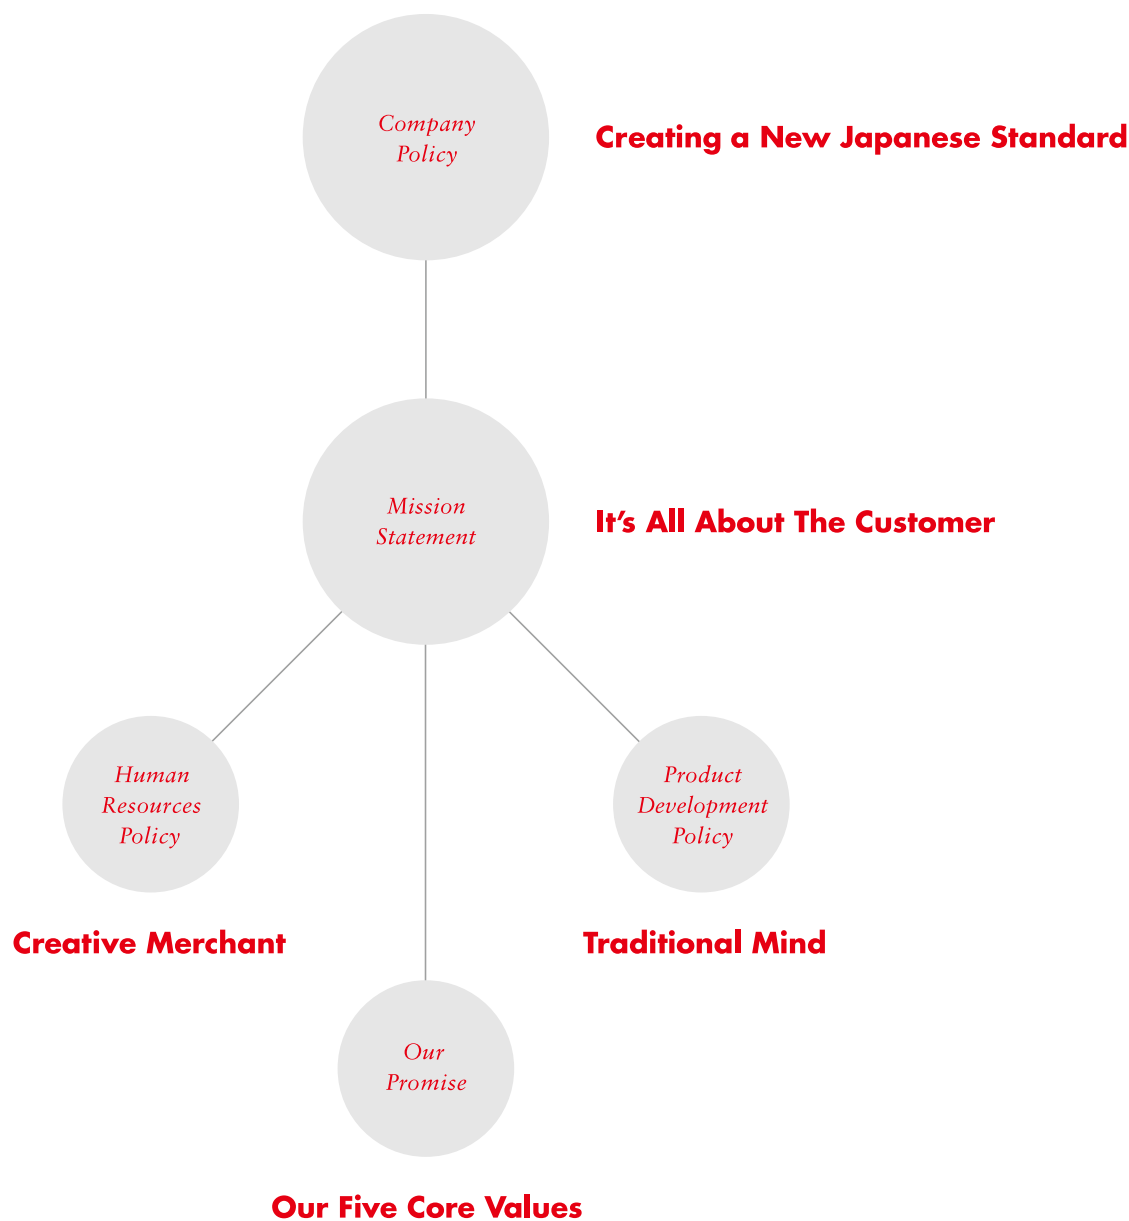 Company
Policy
Creating a New Japanese Standard
Mission
Statement
It’s All About The Customer
Human
Resources
Policy
Creative Merchant
Product
Development
Policy
Traditional Mind
Our
Promise
Our Five Core Values